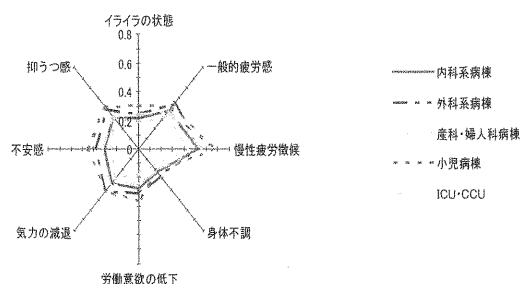 イライラの状態
0.8
0.6
抑うつ感
一般的疲労感
0.4
0.2
不安感
0
慢性疲労徴候
気力の減退
身体不調
労働意欲の低下
内科系病棟
外科系病棟
産科・婦人科病棟
小児病棟
ICU・CCU